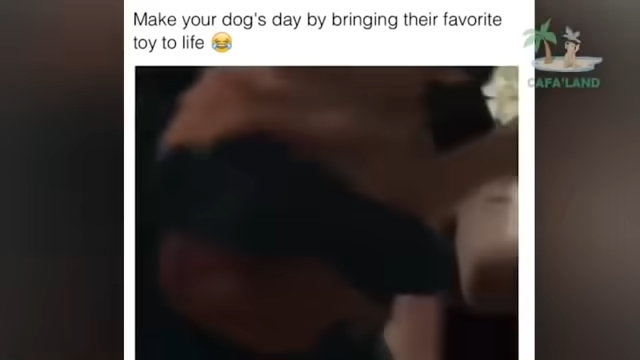 Make your dog's day by bringing their favorite
toy to life 😂
CAFA'LAND